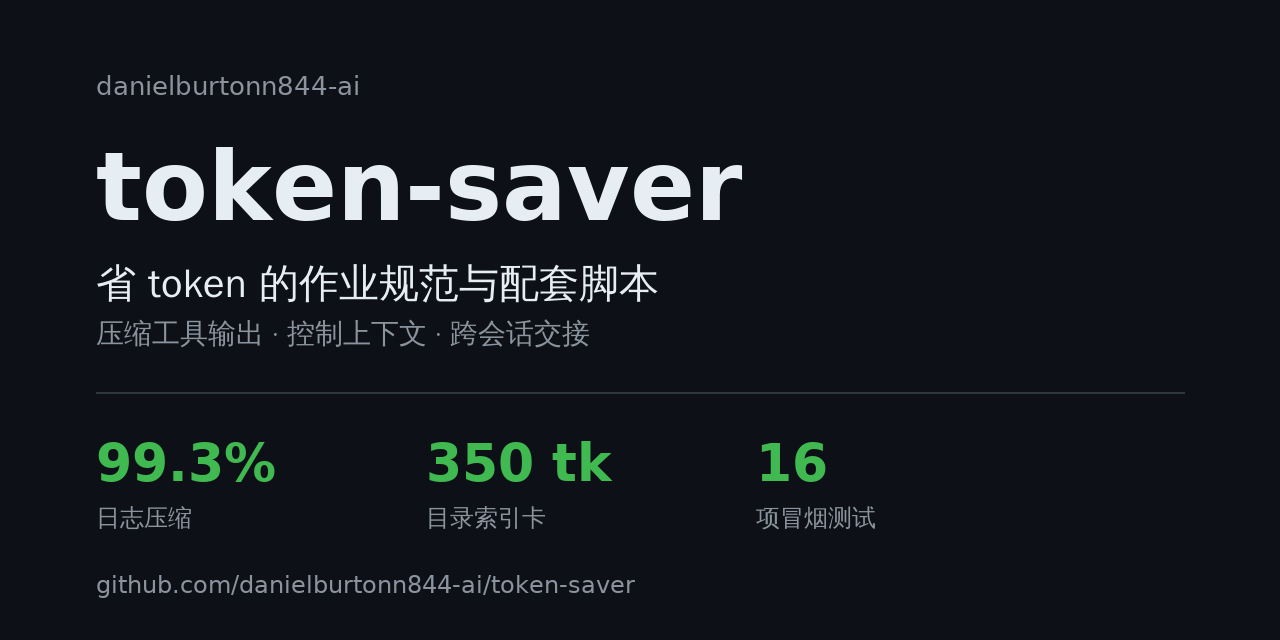 danielburtonn844-ai
token-saver
省 token 的作业规范与配套脚本
压缩工具输出 · 控制上下文 · 跨会话交接
99.3% 350 tk 16
日志压缩 目录索引卡 项冒烟测试
github.com/danielburtonn844-ai/token-saver